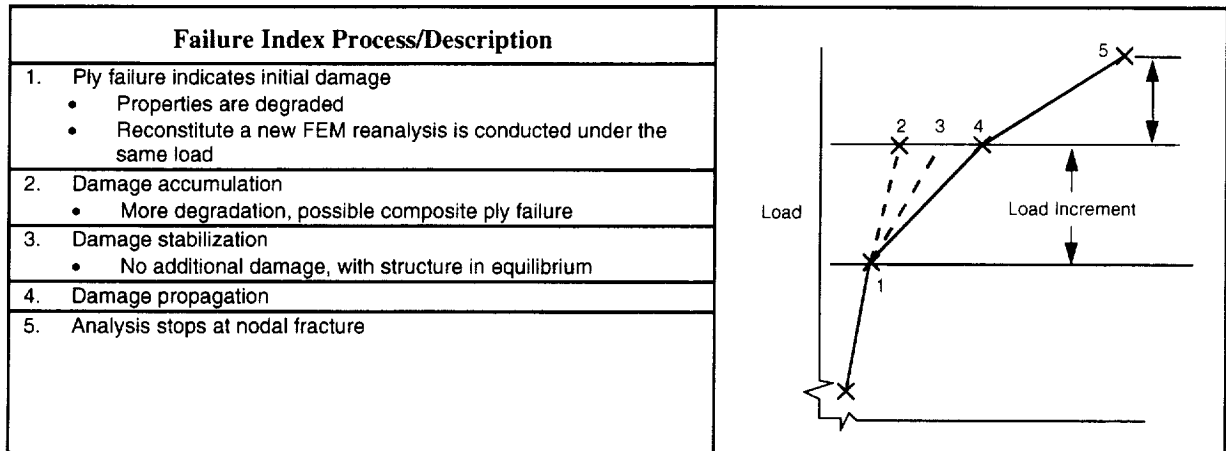 Failure Index Process/Description
1. Ply failure indicates initial damage
• Properties are degraded
• Reconstitute a new FEM reanalysis is conducted under the
same load
2. Damage accumulation
• More degradation, possible composite ply failure
3. Damage stabilization
• No additional damage, with structure in equilibrium
4. Damage propagation
5. Analysis stops at nodal fracture
5
2 3 4
Load
Load Increment
1